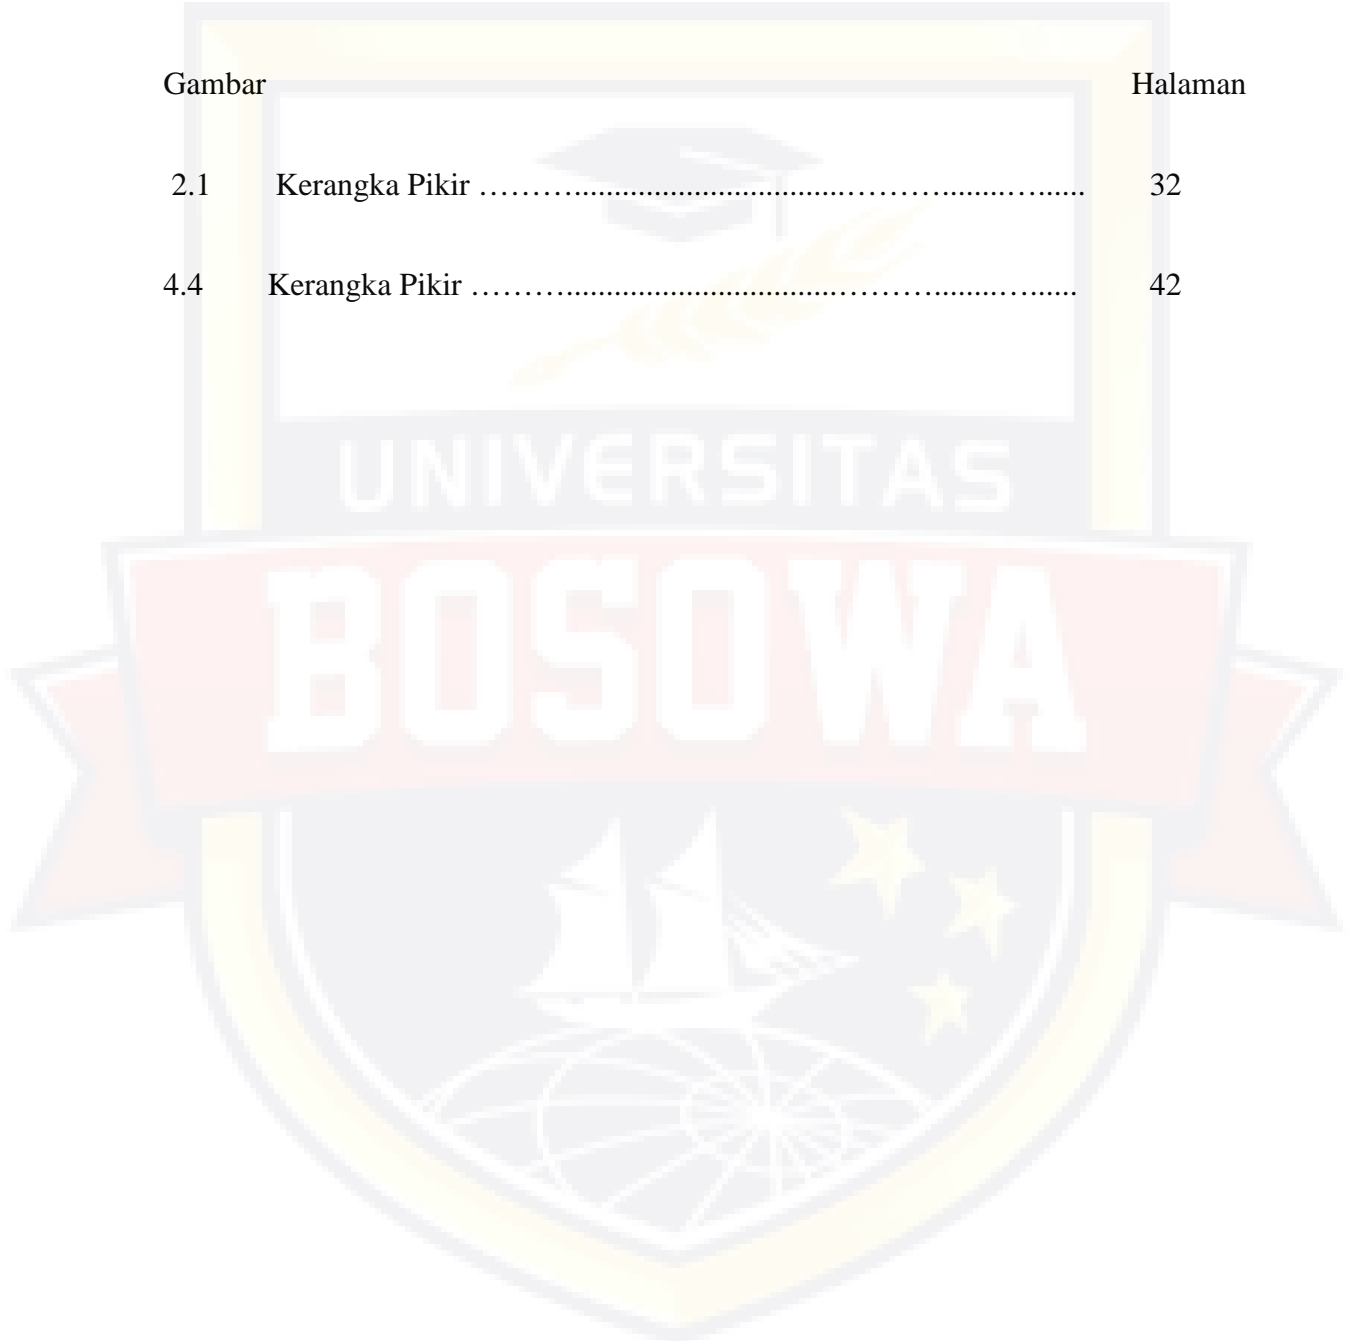 Gambar Halaman
2.1 Kerangka Pikir ………................................……….......…...... 32
4.4 Kerangka Pikir ………................................……….......…...... 42
UNIVERSITAS
BOSOWA